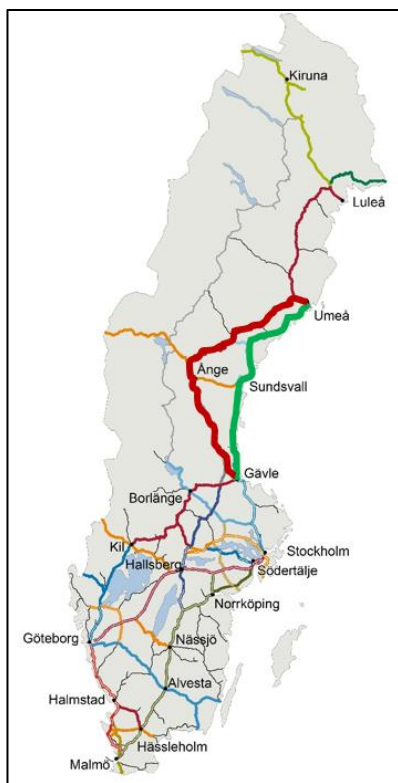 Kiruna
Luleå
Umeå
Ånge
Sundsvall
Gävle
Borlänge
Kil
Stockholm
Hallsberg
Södertälje
Norrköping
Göteborg
Nässjö
Alvesta
Halmstad
Hässleholm
Malmö